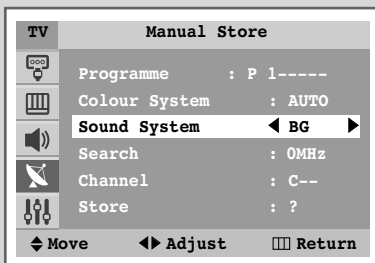 TV Manual Store
Programme : P 1-----
Colour System : AUTO
Sound System ◀ BG ▶
Search : 0MHz
Channel : C--
Store : ?
Move Adjust Return